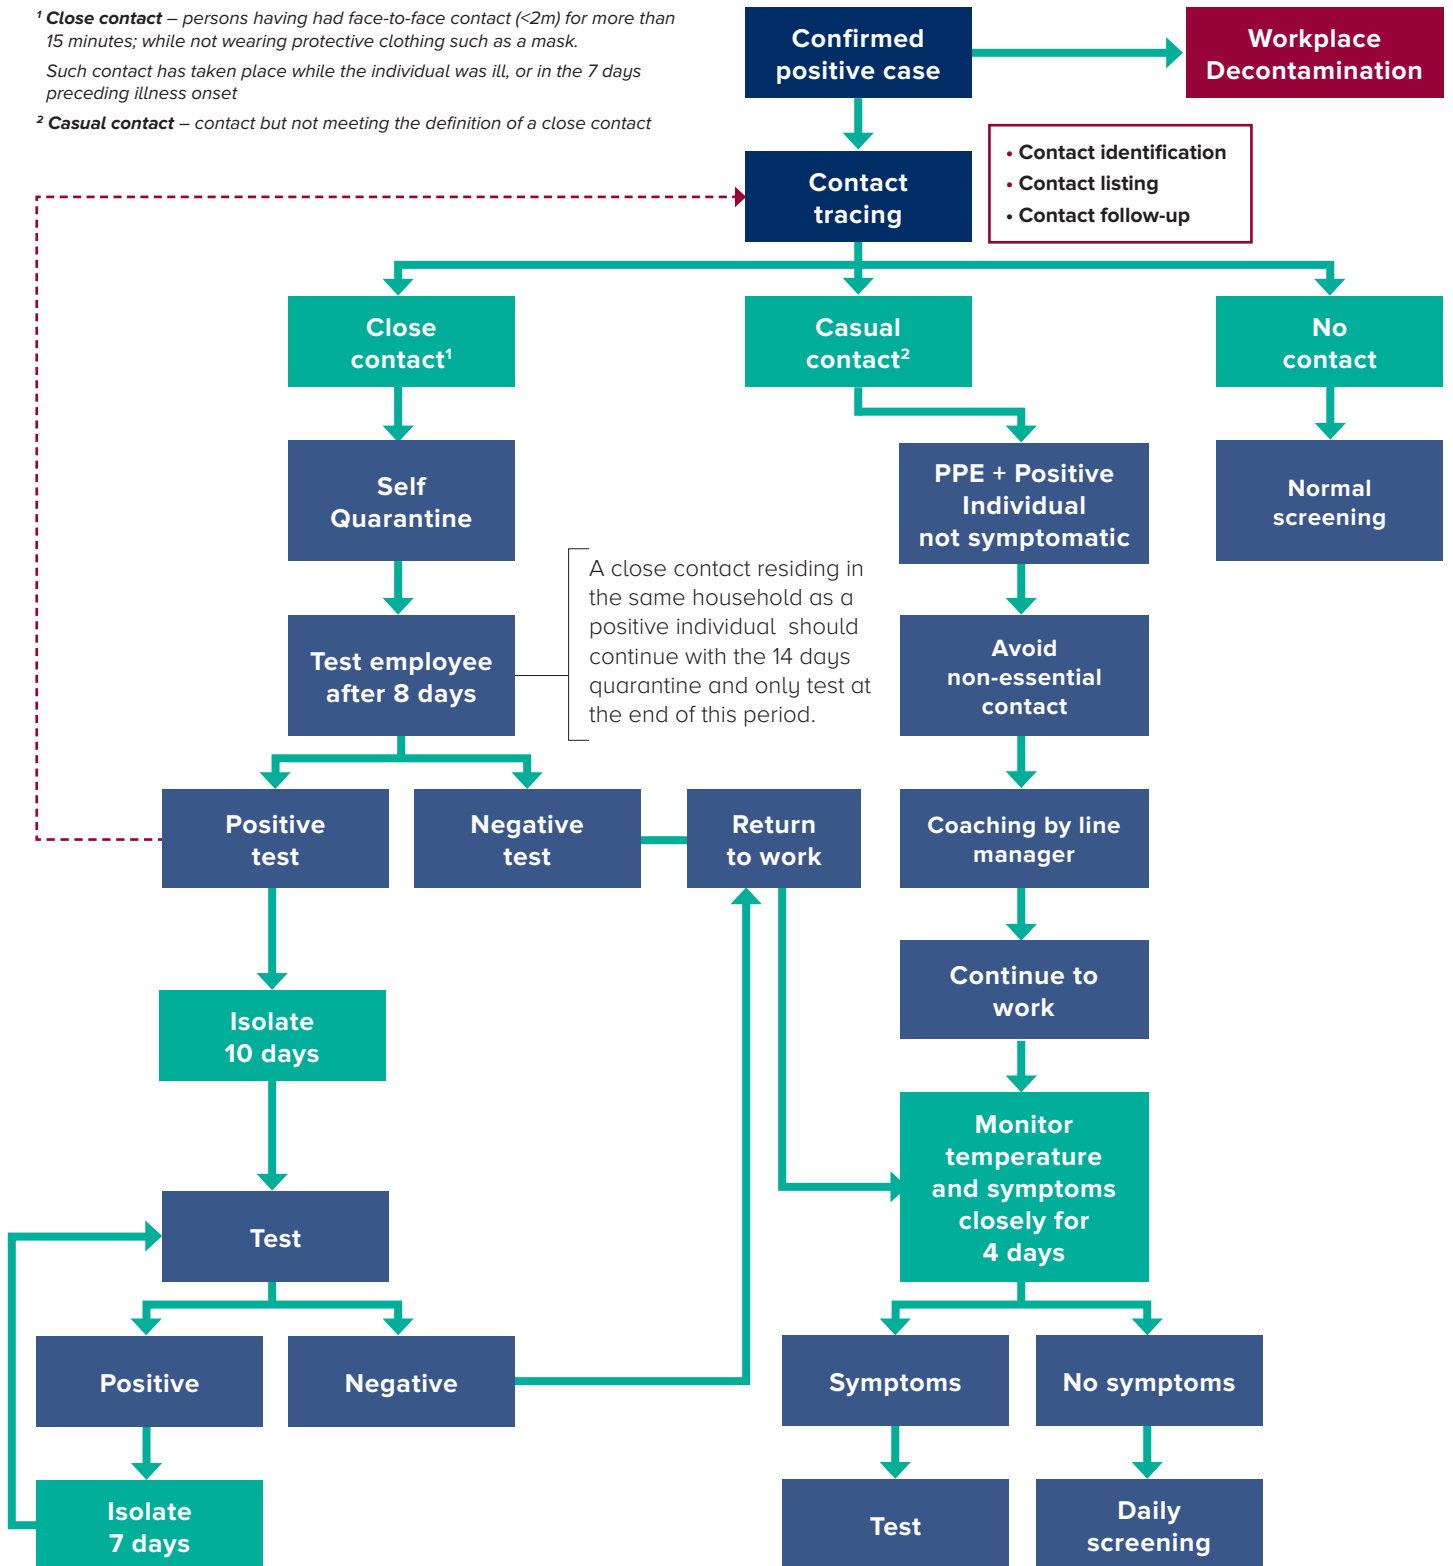 ¹ Close contact – persons having had face-to-face contact (<2m) for more than
15 minutes; while not wearing protective clothing such as a mask.
Such contact has taken place while the individual was ill, or in the 7 days
preceding illness onset
² Casual contact – contact but not meeting the definition of a close contact
Confirmed
positive case
Workplace
Decontamination
Contact
tracing
• Contact identification
• Contact listing
• Contact follow-up
Close
contact¹
Casual
contact²
No
contact
Self
Quarantine
PPE + Positive
Individual
not symptomatic
Normal
screening
Test employee
after 8 days
A close contact residing in
the same household as a
positive individual should
continue with the 14 days
quarantine and only test at
the end of this period.
Avoid
non-essential
contact
Positive
test
Negative
test
Return
to work
Coaching by line
manager
Isolate
10 days
Continue to
work
Test
Monitor
temperature
and symptoms
closely for
4 days
Positive
Negative
Symptoms
No symptoms
Isolate
7 days
Test
Daily
screening